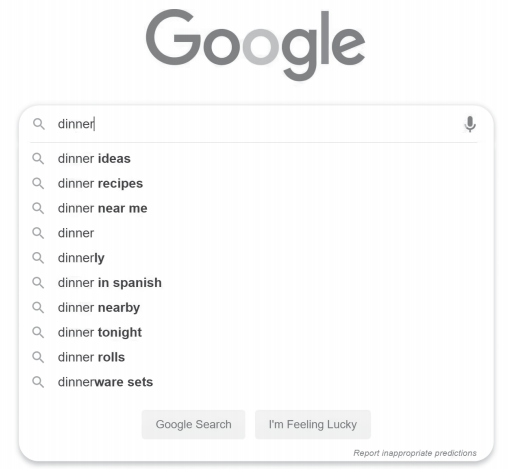 Google
dinner
dinner ideas
dinner recipes
dinner near me
dinner
dinnerly
dinner in spanish
dinner nearby
dinner tonight
dinner rolls
dinnerware sets
Google Search I'm Feeling Lucky
Report inappropriate predictions